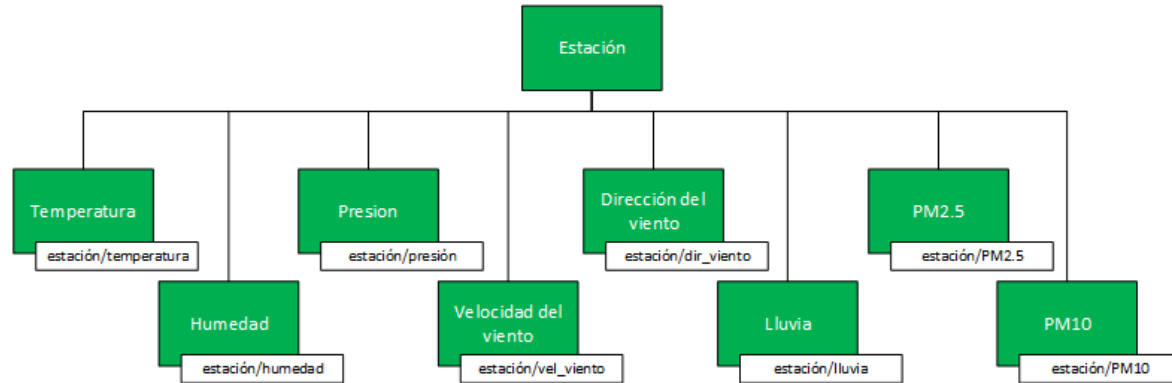 Estación
Temperatura
estación/temperatura
Presion
estación/presión
Dirección del
viento
estación/dir_viento
PM2.5
estación/PM2.5
Humedad
estación/humedad
Velocidad del
viento
estación/vel_viento
Lluvia
estación/lluvia
PM10
estación/PM10